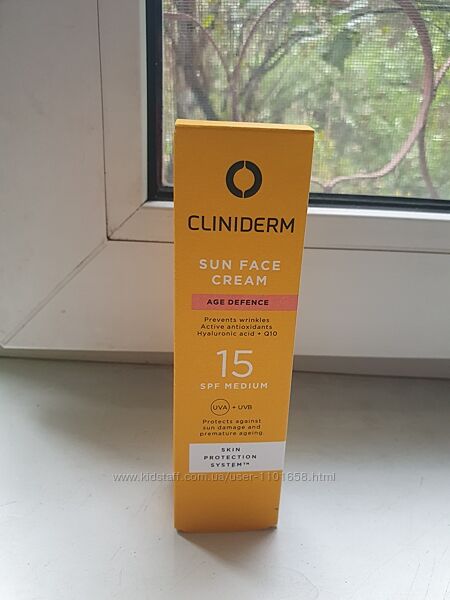 CLINIDERM
SUN FACE
CREAM
AGE DEFENCE
Prevents wrinkles
Active antioxidants
Hyaluronic acid + Q10
15
SPF MEDIUM
UVA + UVB
Protects against
sun damage and
premature ageing
SKIN
PROTECTION
SYSTEM™
www.kidstaff.com.ua/user-1101658.html